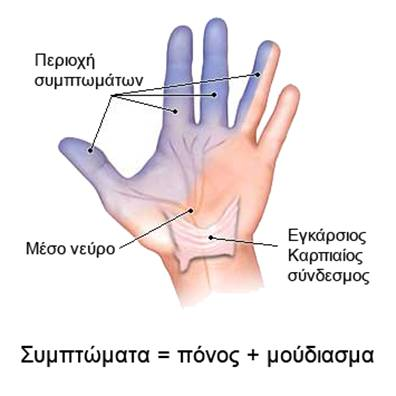 Περιοχή
συμπτωμάτων
Μέσο νεύρο
Εγκάρσιος
Καρπιαίος
σύνδεσμος
Συμπτώματα = πόνος + μούδιασμα